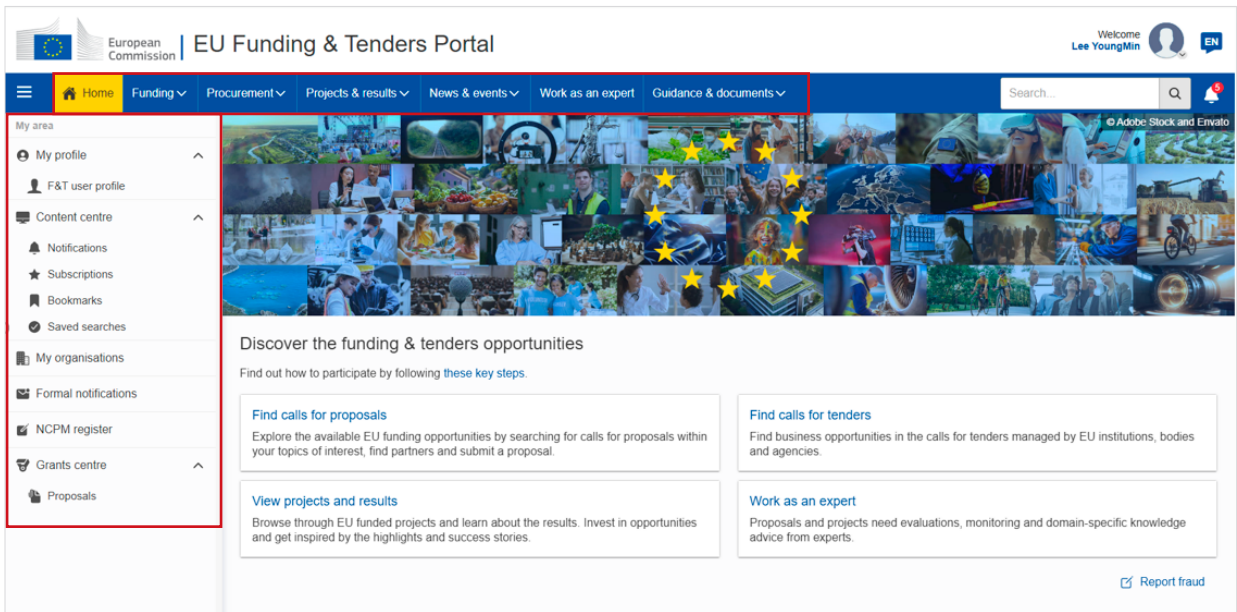 European
Commission
EU Funding & Tenders Portal
Welcome
Lee YoungMin
EN
Home Funding Procurement Projects & results News & events Work as an expert Guidance & documents Search... 5
My area
© Adobe Stock and Envato
My profile
F&T user profile
Content centre
Notifications
Subscriptions
Bookmarks
Saved searches
My organisations
Formal notifications
NCPM register
Grants centre
Proposals
Discover the funding & tenders opportunities
Find out how to participate by following these key steps.
Find calls for proposals
Explore the available EU funding opportunities by searching for calls for proposals within
your topics of interest, find partners and submit a proposal.
Find calls for tenders
Find business opportunities in the calls for tenders managed by EU institutions, bodies
and agencies.
View projects and results
Browse through EU funded projects and learn about the results. Invest in opportunities
and get inspired by the highlights and success stories.
Work as an expert
Proposals and projects need evaluations, monitoring and domain-specific knowledge
advice from experts.
Report fraud